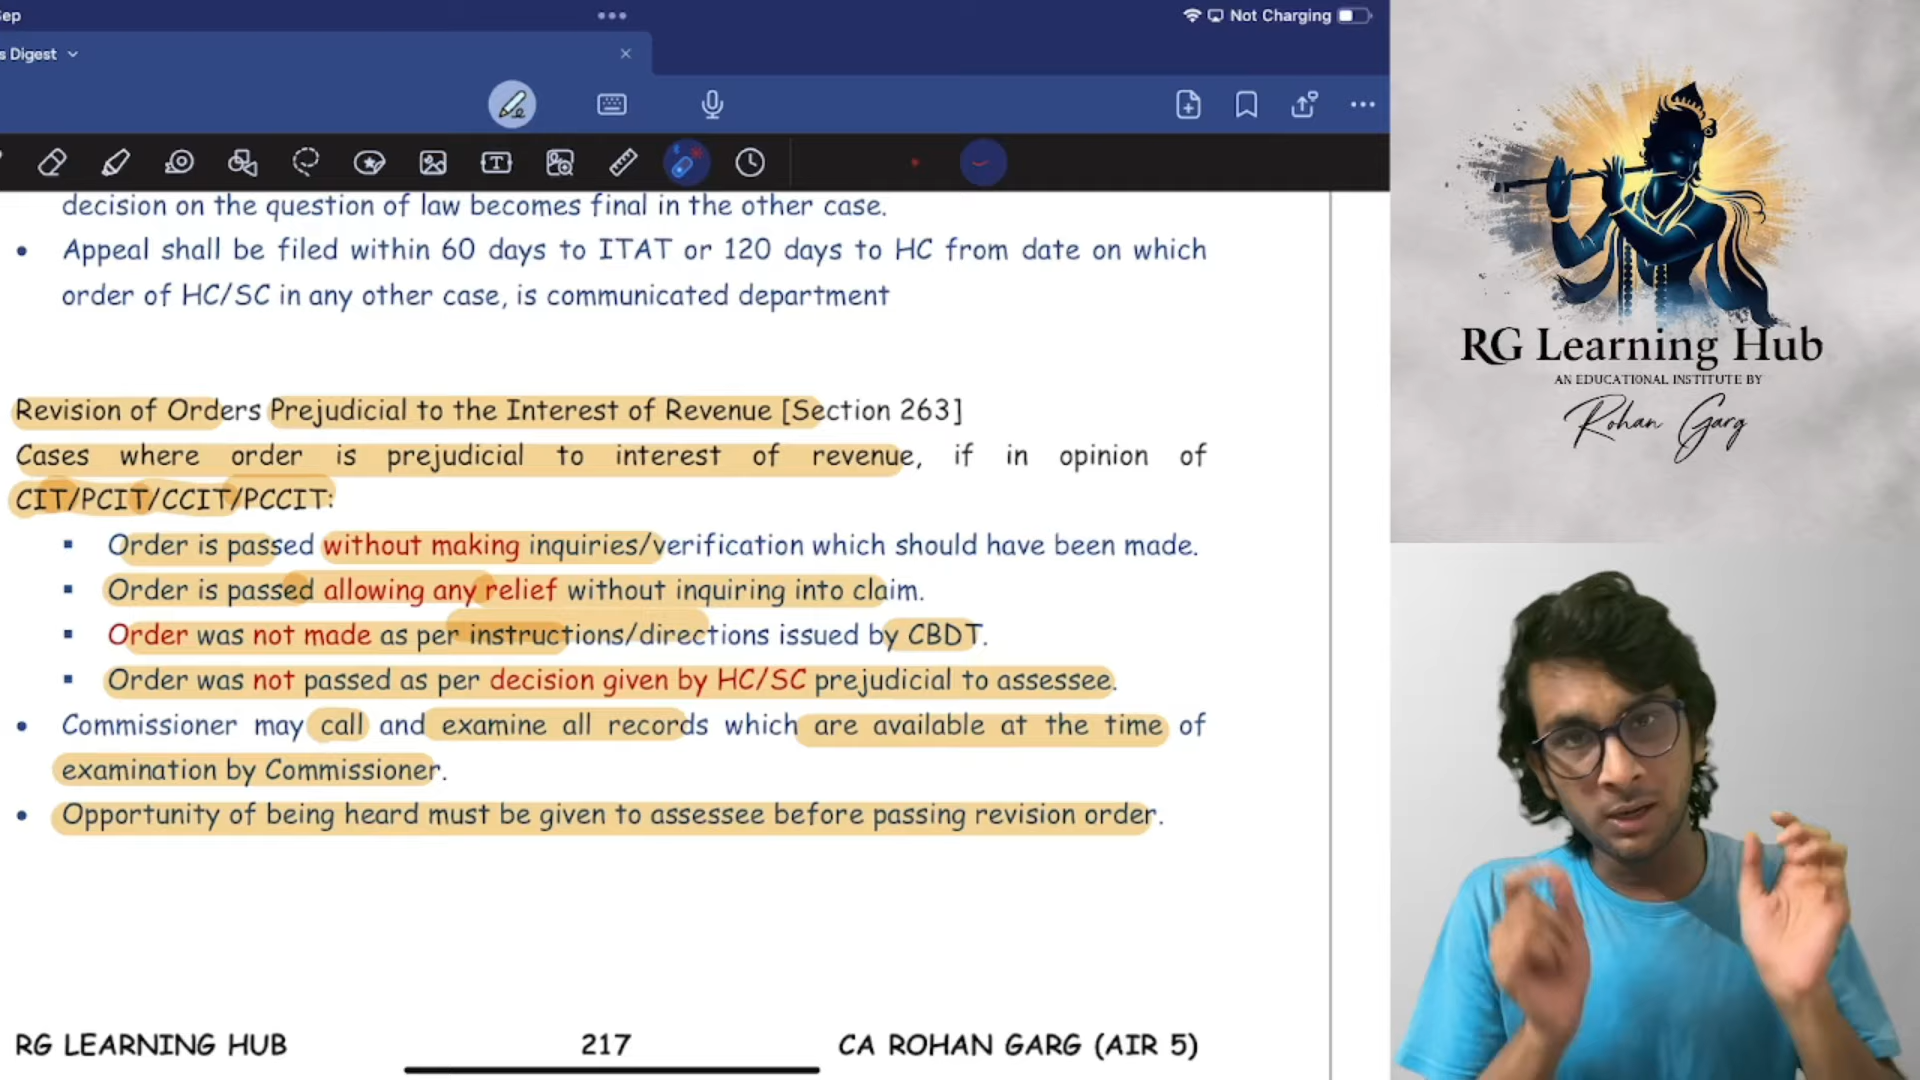 Sep
Not Charging
s Digest
decision on the question of law becomes final in the other case.
• Appeal shall be filed within 60 days to ITAT or 120 days to HC from date on which
order of HC/SC in any other case, is communicated department
Revision of Orders Prejudicial to the Interest of Revenue [Section 263]
Cases where order is prejudicial to interest of revenue, if in opinion of
CIT/PCIT/CCIT/PCCIT:
▪ Order is passed without making inquiries/verification which should have been made.
▪ Order is passed allowing any relief without inquiring into claim.
▪ Order was not made as per instructions/directions issued by CBDT.
▪ Order was not passed as per decision given by HC/SC prejudicial to assessee.
• Commissioner may call and examine all records which are available at the time of
examination by Commissioner.
• Opportunity of being heard must be given to assessee before passing revision order.
RG LEARNING HUB 217 CA ROHAN GARG (AIR 5)
RG Learning Hub
AN EDUCATIONAL INSTITUTE BY
Rohan Garg